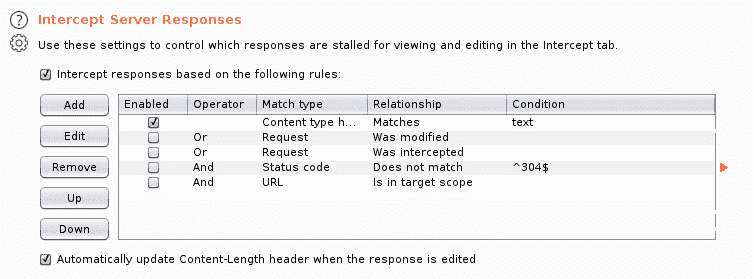 Intercept Server Responses
Use these settings to control which responses are stalled for viewing and editing in the Intercept tab.
Intercept responses based on the following rules:
Add
Edit
Remove
Up
Down
Enabled Operator Match type Relationship Condition
Content type h... Matches text
Or Request Was modified
Or Request Was intercepted
And Status code Does not match ^304$
And URL Is in target scope
Automatically update Content-Length header when the response is edited